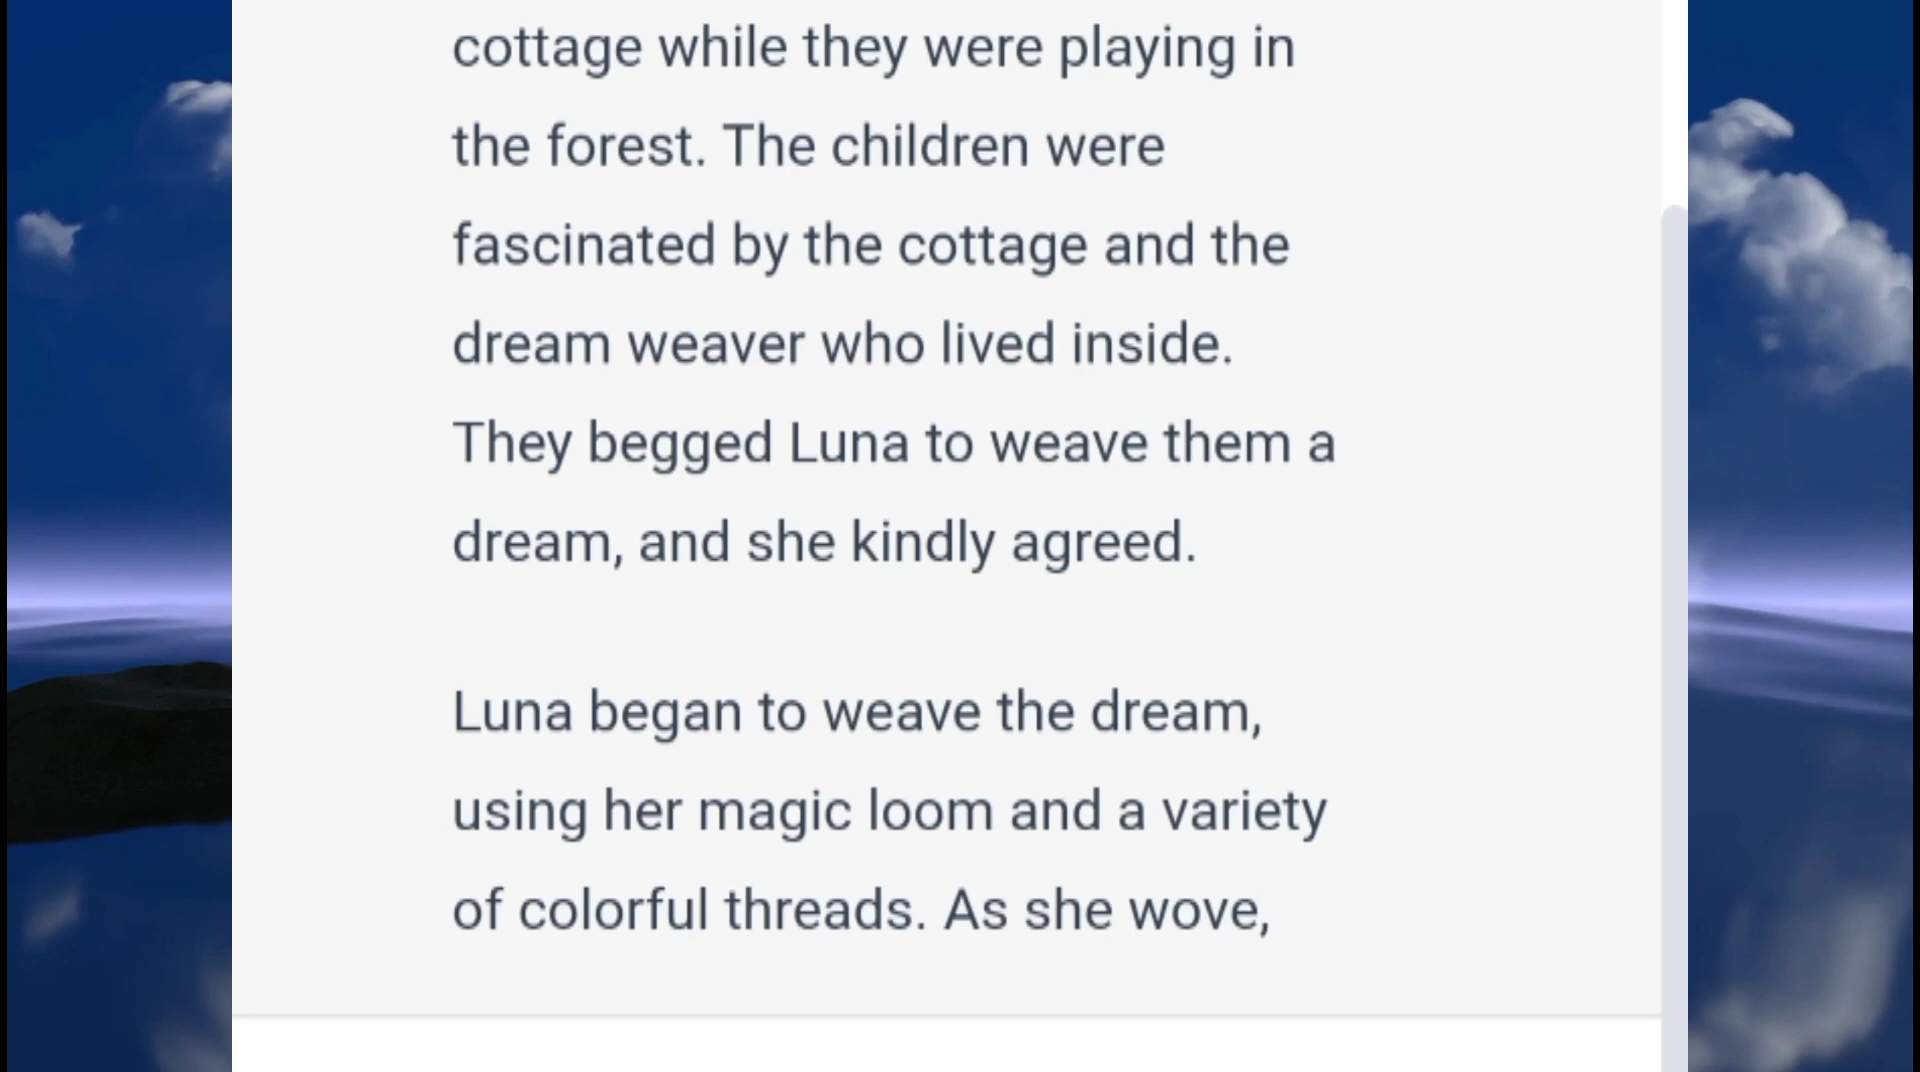 cottage while they were playing in
the forest. The children were
fascinated by the cottage and the
dream weaver who lived inside.
They begged Luna to weave them a
dream, and she kindly agreed.
Luna began to weave the dream,
using her magic loom and a variety
of colorful threads. As she wove,